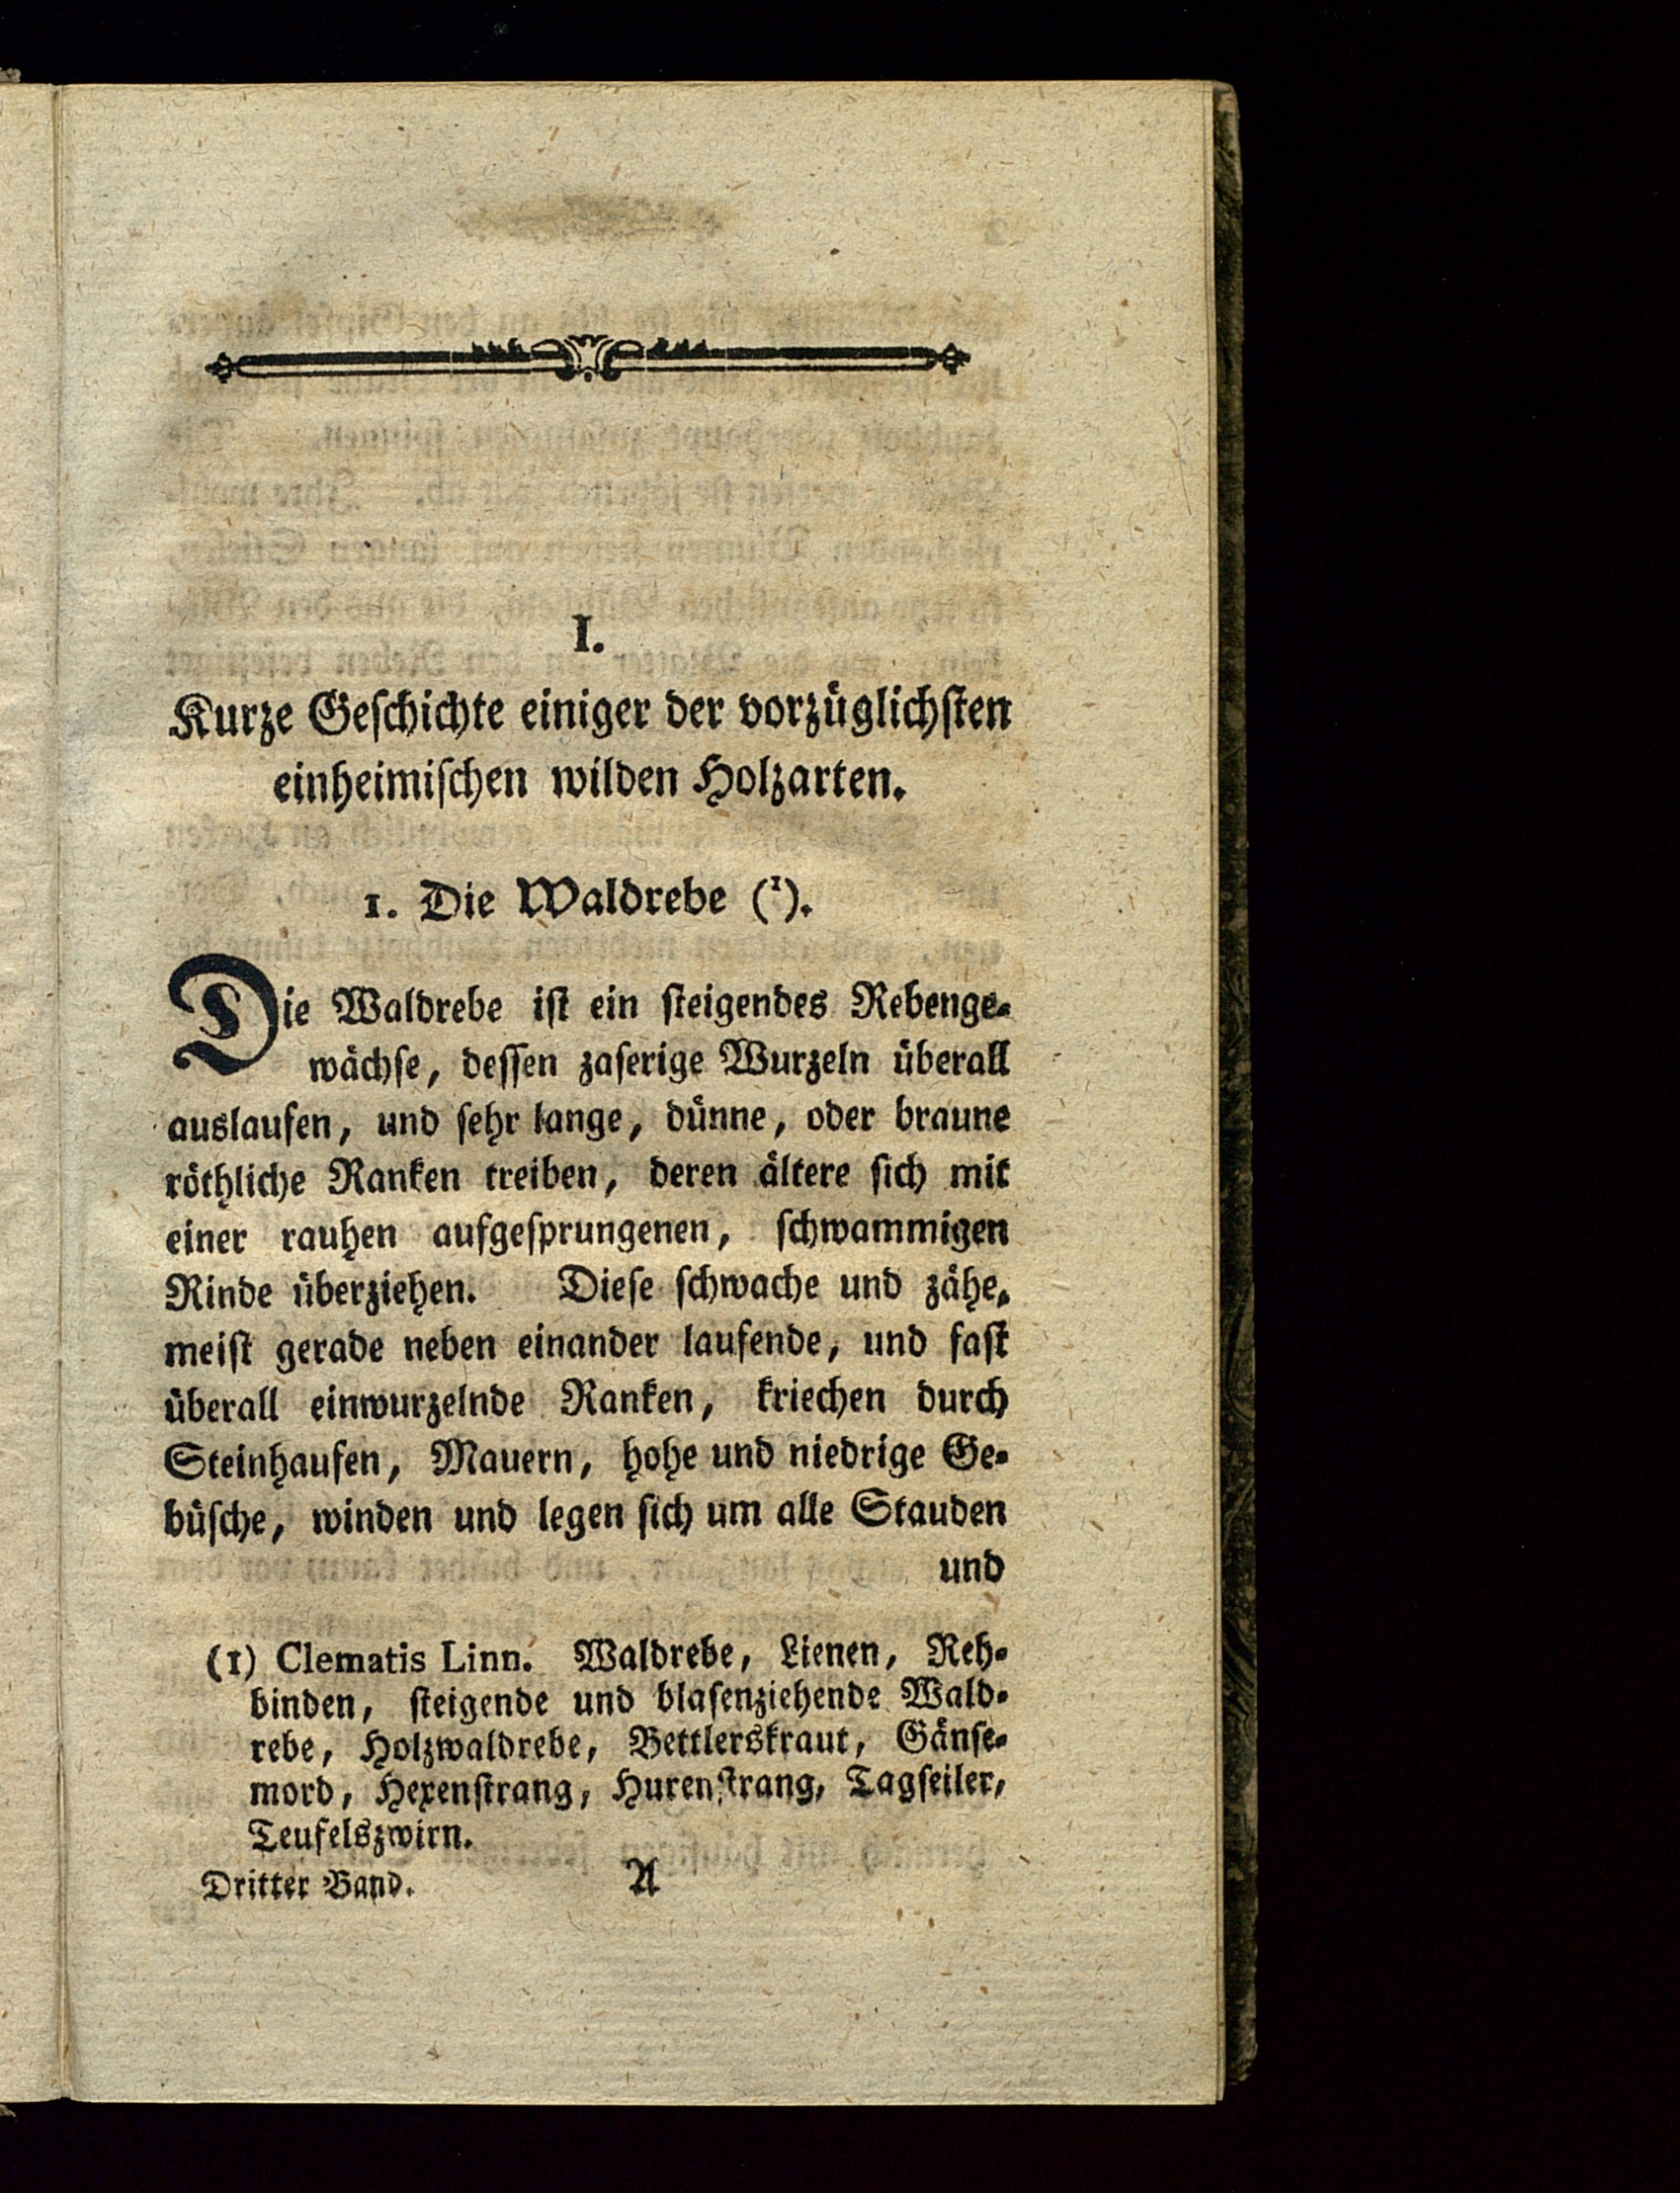 I.
Kurze Geschichte einiger der vorzüglichsten
einheimischen wilden Holzarten.
1. Die Waldrebe (1).
Die Waldrebe ist ein steigendes Rebenge-
wächse, dessen zaserige Wurzeln überall
auslaufen, und sehr lange, dünne, oder braune
röthliche Ranken treiben, deren ältere sich mit
einer rauhen aufgesprungenen, schwammigen
Rinde überziehen. Diese schwache und zähe,
meist gerade neben einander laufende, und fast
überall einwurzelnde Ranken, kriechen durch
Steinhaufen, Mauern, hohe und niedrige Ge-
büsche, winden und legen sich um alle Stauden
und
(1) Clematis Linn. Waldrebe, Lienen, Reh-
binden, steigende und blasenziehende Wald-
rebe, Holzwaldrebe, Bettlerskraut, Gänse-
mord, Hexenstrang, Hurenstrang, Tagseiler,
Teufelszwirn.
Dritter Band. A